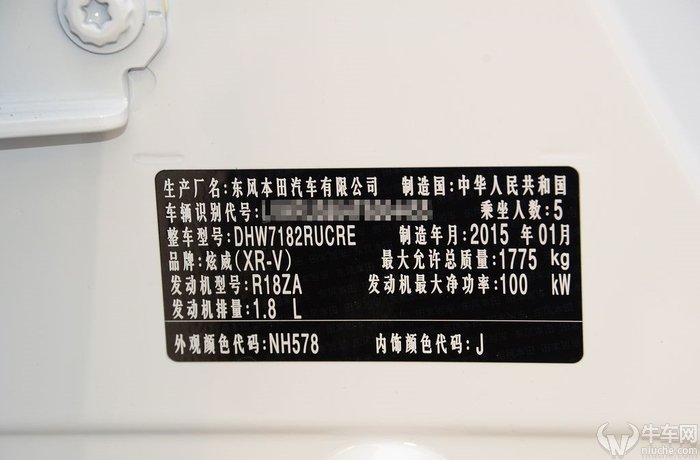 生产厂名:东风本田汽车有限公司 制造国:中华人民共和国
车辆识别代号: 乘坐人数:5
整车型号:DHW7182RUCRE 制造年月:2015 年01月
品牌:炫威(XR-V) 最大允许总质量:1775 kg
发动机型号:R18ZA 发动机最大净功率:100 kW
发动机排量:1.8 L
外观颜色代码:NH578 内饰颜色代码:J
牛车网
niuche.com